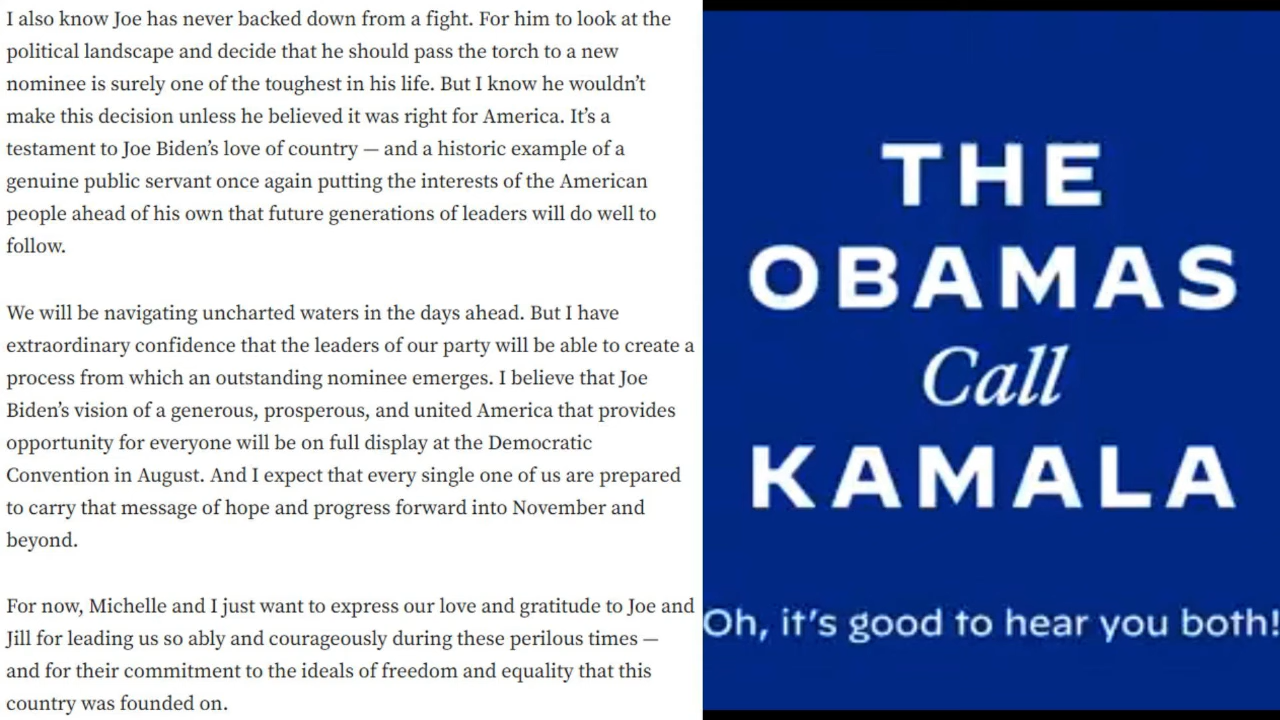 I also know Joe has never backed down from a fight. For him to look at the
political landscape and decide that he should pass the torch to a new
nominee is surely one of the toughest in his life. But I know he wouldn’t
make this decision unless he believed it was right for America. It’s a
testament to Joe Biden’s love of country — and a historic example of a
genuine public servant once again putting the interests of the American
people ahead of his own that future generations of leaders will do well to
follow.
We will be navigating uncharted waters in the days ahead. But I have
extraordinary confidence that the leaders of our party will be able to create a
process from which an outstanding nominee emerges. I believe that Joe
Biden’s vision of a generous, prosperous, and united America that provides
opportunity for everyone will be on full display at the Democratic
Convention in August. And I expect that every single one of us are prepared
to carry that message of hope and progress forward into November and
beyond.
For now, Michelle and I just want to express our love and gratitude to Joe and
Jill for leading us so ably and courageously during these perilous times —
and for their commitment to the ideals of freedom and equality that this
country was founded on.
THE
OBAMAS
Call
KAMALA
Oh, it’s good to hear you both!